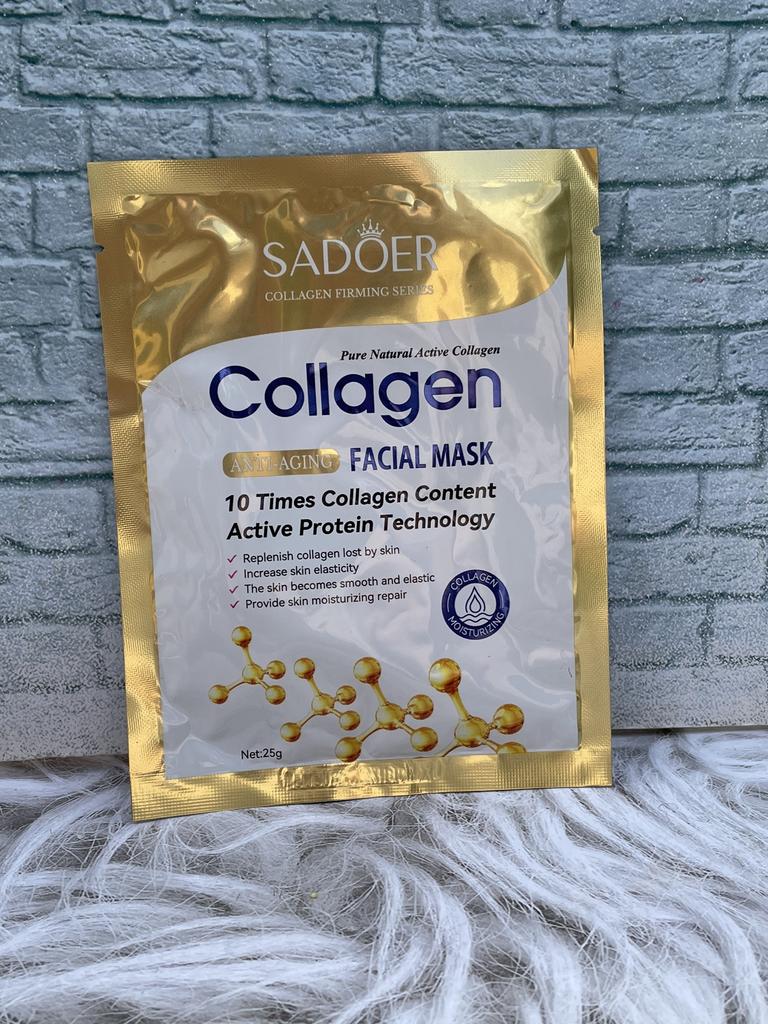 SADOER
COLLAGEN FIRMING SERIES
Pure Natural Active Collagen
Collagen
ANTI-AGING FACIAL MASK
10 Times Collagen Content
Active Protein Technology
✓ Replenish collagen lost by skin
✓ Increase skin elasticity
✓ The skin becomes smooth and elastic
✓ Provide skin moisturizing repair
COLLAGEN
MOISTURIZING
Net:25g